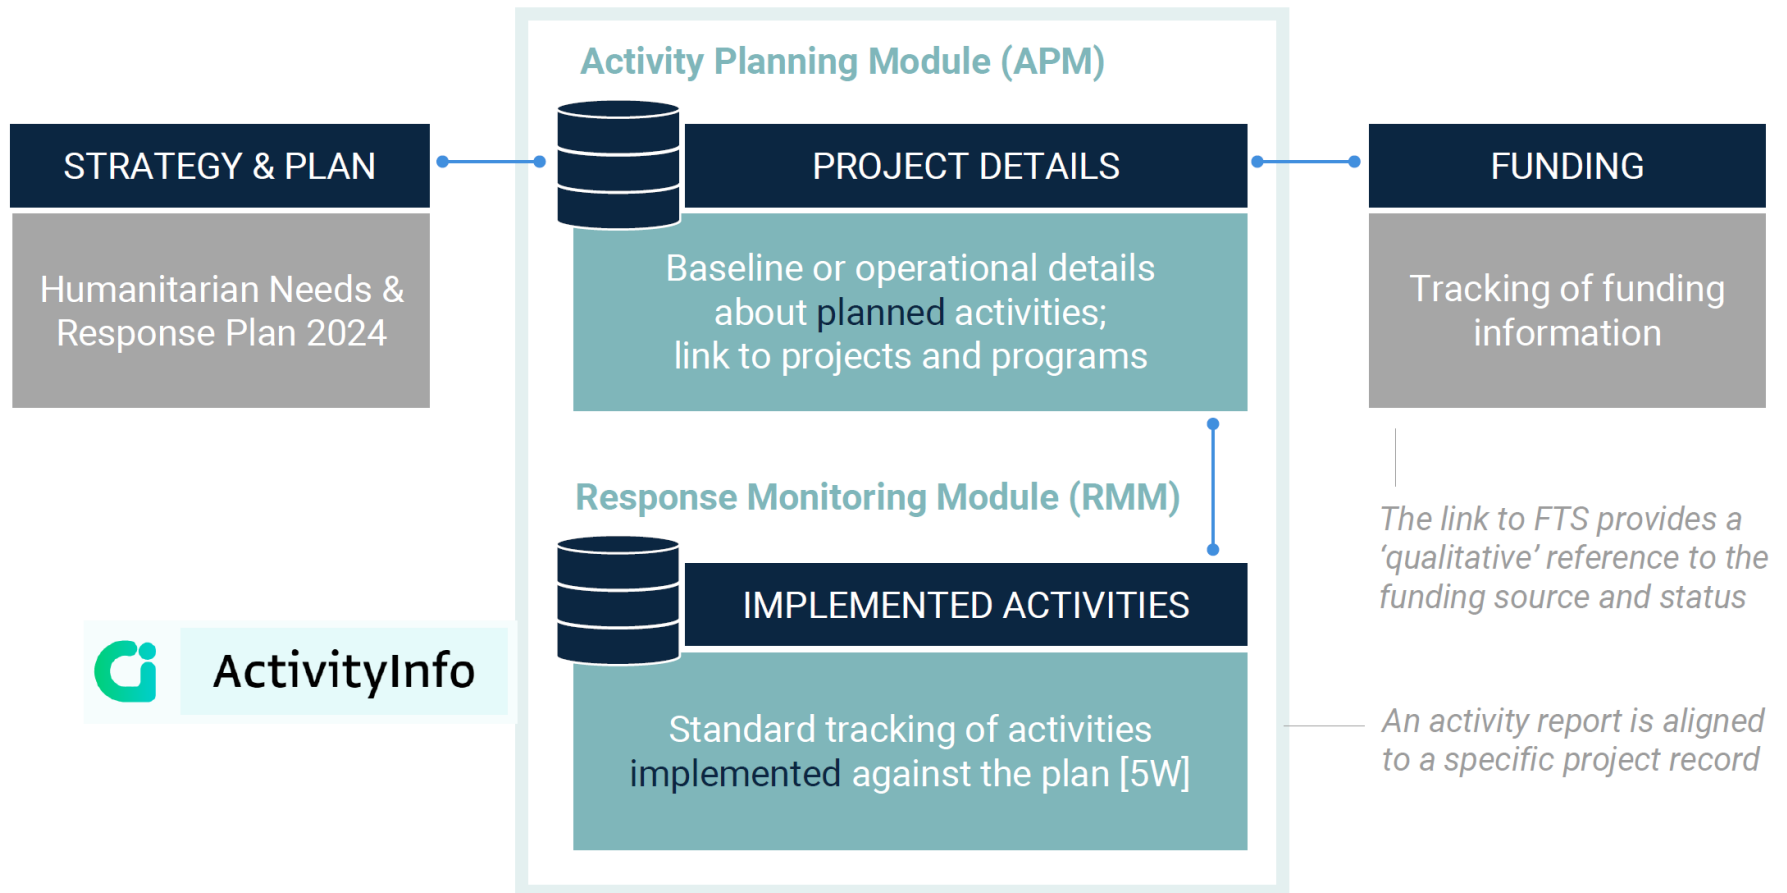 Activity Planning Module (APM)
STRATEGY & PLAN
PROJECT DETAILS
FUNDING
Humanitarian Needs &
Response Plan 2024
Baseline or operational details
about planned activities;
link to projects and programs
Tracking of funding
information
Response Monitoring Module (RMM)
The link to FTS provides a
‘qualitative’ reference to the
funding source and status
IMPLEMENTED ACTIVITIES
ActivityInfo
Standard tracking of activities
implemented against the plan [5W]
An activity report is aligned
to a specific project record